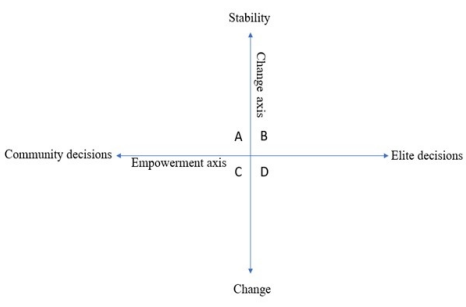 Stability
Change axis
A B
Community decisions
Elite decisions
Empowerment axis
C D
Change